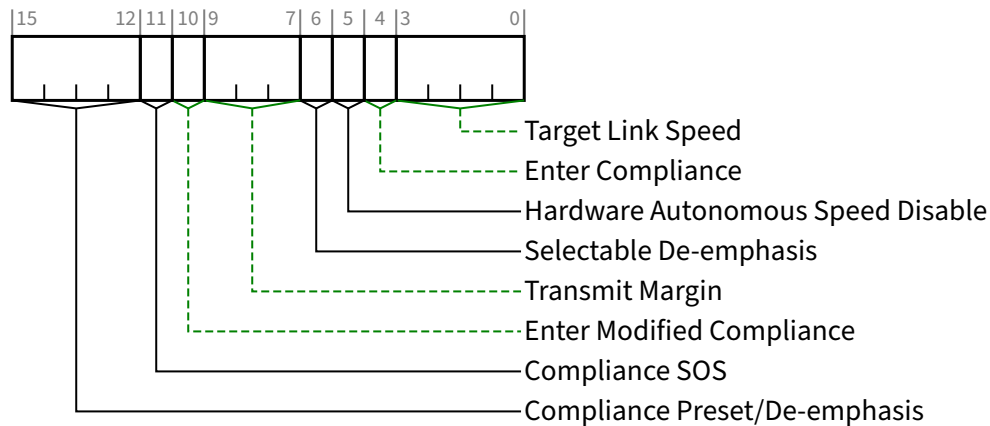 15 12 11 10 9 7 6 5 4 3 0
Target Link Speed
Enter Compliance
Hardware Autonomous Speed Disable
Selectable De-emphasis
Transmit Margin
Enter Modified Compliance
Compliance SOS
Compliance Preset/De-emphasis